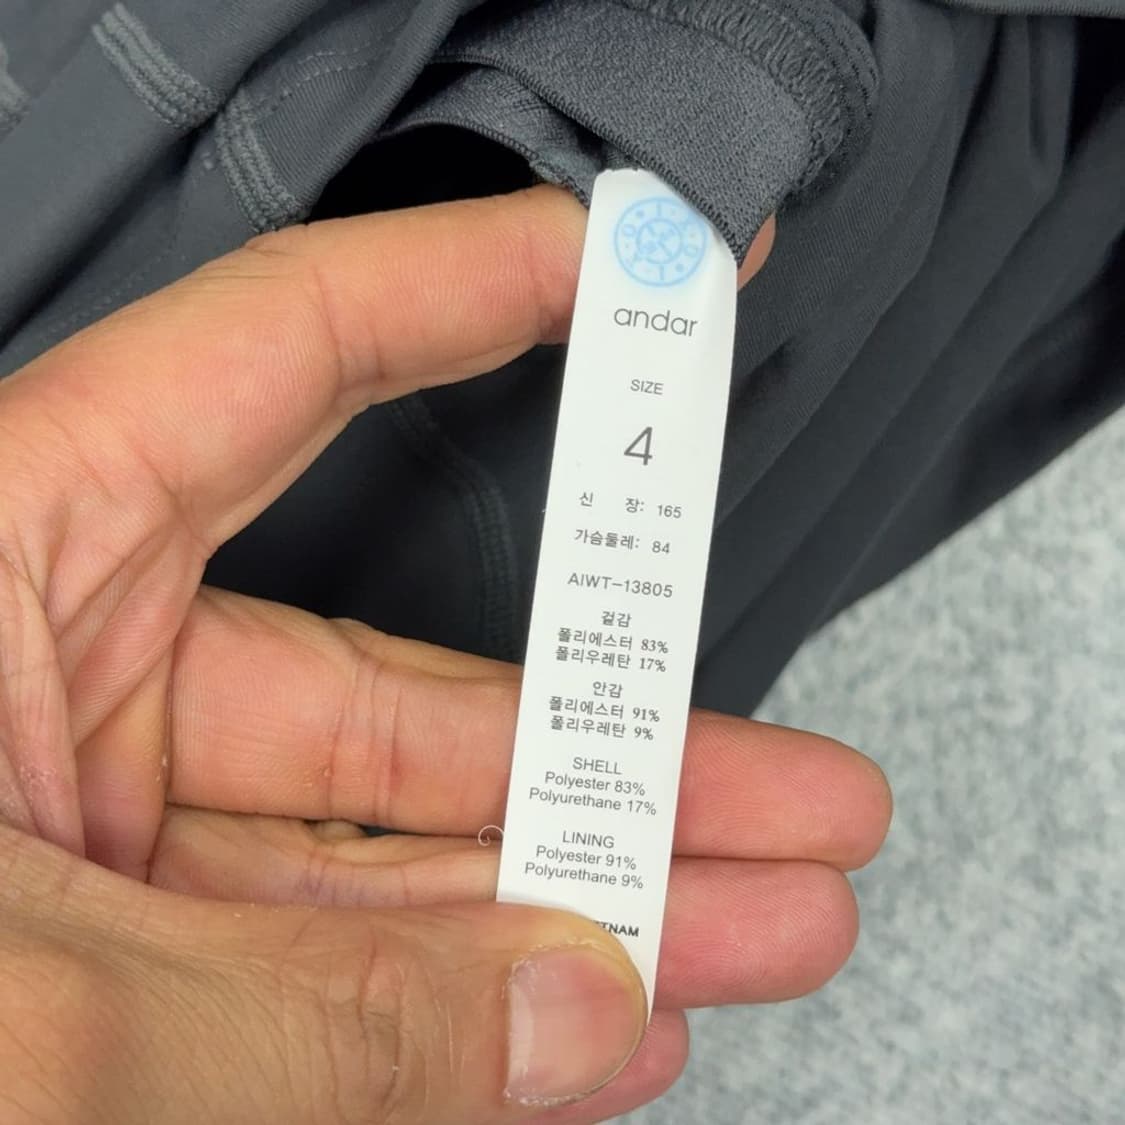 andar
SIZE
4
신 장: 165
가슴둘레: 84
AIWT-13805
겉감
폴리에스터 83%
폴리우레탄 17%
안감
폴리에스터 91%
폴리우레탄 9%
SHELL
Polyester 83%
Polyurethane 17%
LINING
Polyester 91%
Polyurethane 9%